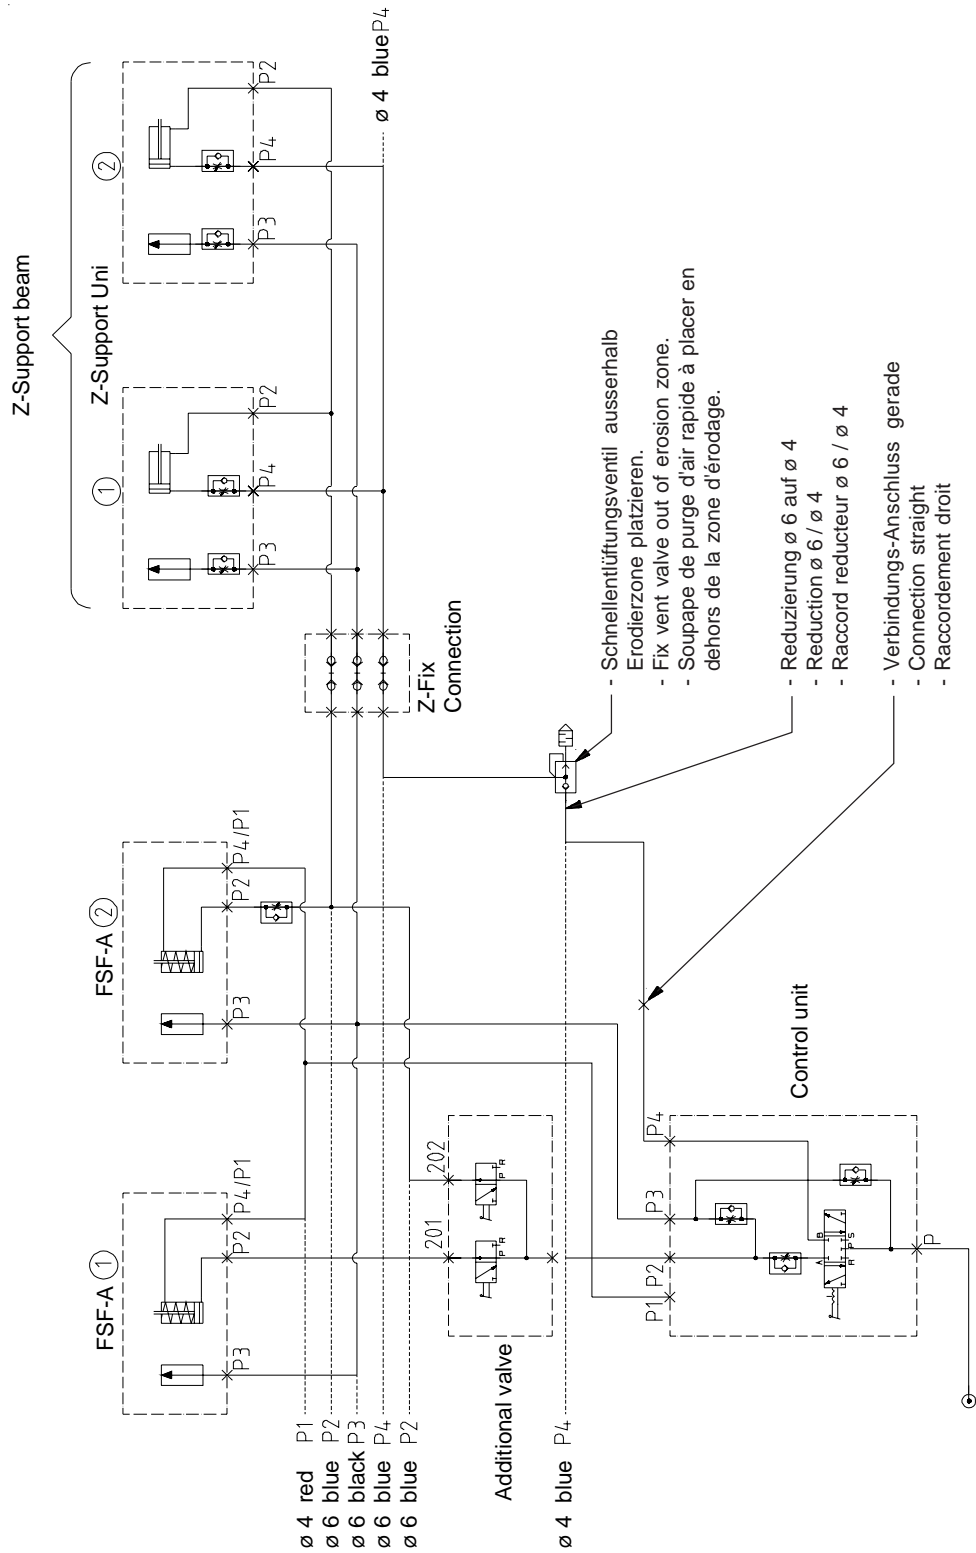 Z-Support beam
Z-Support Uni
1
2
P3
P4
P2
P3
P4
P2
ø 4 blue P4
FSF-A 1
P3
P2
P4/P1
FSF-A 2
P3
P2
P4/P1
Z-Fix
Connection
ø 4 red P1
ø 6 blue P2
ø 6 black P3
ø 6 blue P4
ø 6 blue P2
201
202
P R
P R
Additional valve
ø 4 blue P4
- Schnellentlüftungsventil ausserhalb
Erodierzone platzieren.
- Fix vent valve out of erosion zone.
- Soupape de purge d'air rapide à placer en
dehors de la zone d'érodage.
- Reduzierung ø 6 auf ø 4
- Reduction ø 6 / ø 4
- Raccord reducteur ø 6 / ø 4
- Verbindungs-Anschluss gerade
- Connection straight
- Raccordement droit
P1
P2
P3
P4
A B
R P S
P
Control unit